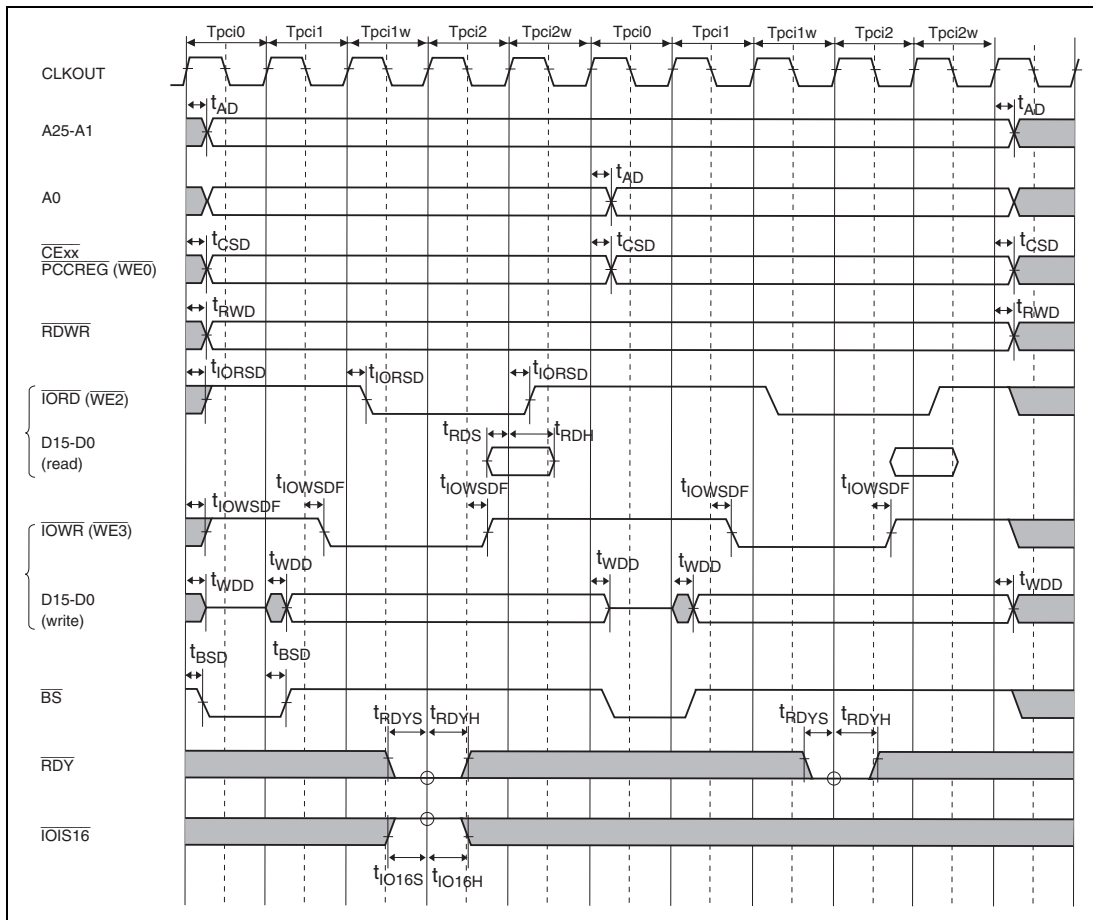 Tpci0 Tpci1 Tpci1w Tpci2 Tpci2w Tpci0 Tpci1 Tpci1w Tpci2 Tpci2w
CLKOUT
tAD tAD
A25-A1
tAD
A0
tCSD tCSD tCSD
CExx
PCCREG (WE0)
tRWD tRWD
RDWR
tIORSD tIORSD tIORSD
IORD (WE2)
tRDS tRDH
D15-D0
(read)
tIOWSDF tIOWSDF tIOWSDF tIOWSDF tIOWSDF
IOWR (WE3)
tWDD tWDD tWDD tWDD tWDD
D15-D0
(write)
tBSD tBSD
BS
tRDYS tRDYH tRDYS tRDYH
RDY
IOIS16
tIO16S tIO16H